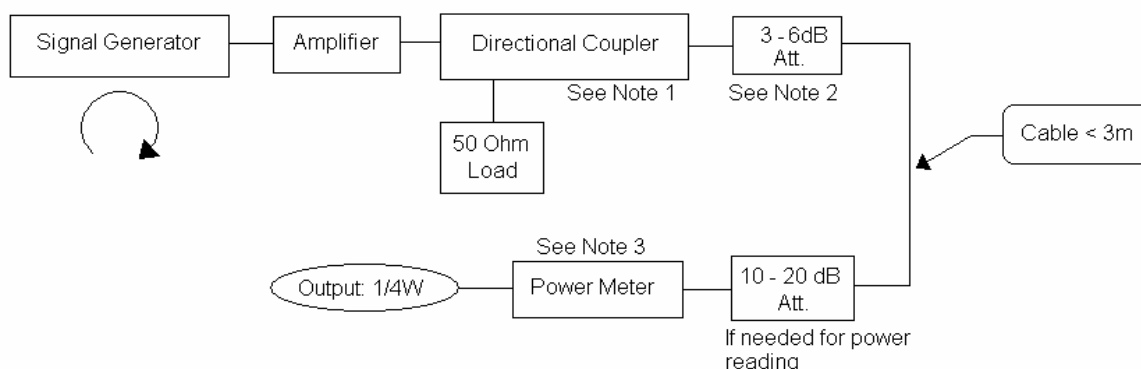 Signal Generator
Amplifier
Directional Coupler
3 - 6dB
Att.
See Note 1
See Note 2
50 Ohm
Load
Cable < 3m
See Note 3
Output: 1/4W
Power Meter
10 - 20 dB
Att.
If needed for power
reading